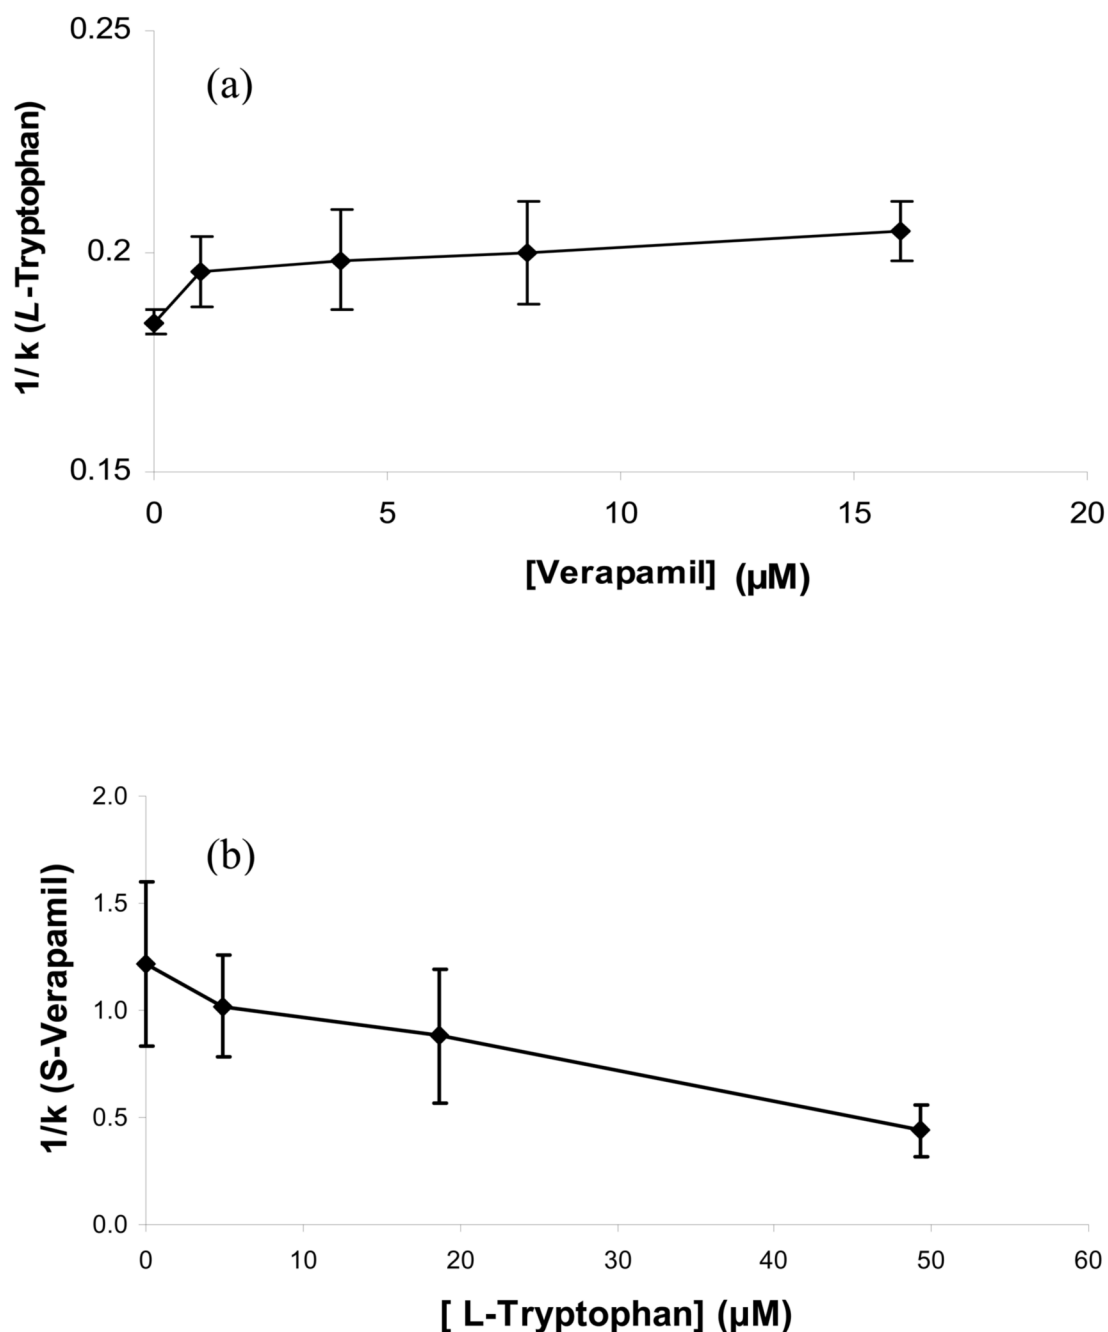 0.25
(a)
1/ k (L-Tryptophan)
0.2
0.15
0 5 10 15 20
[Verapamil] (µM)
2.0
(b)
1.5
1/k (S-Verapamil)
1.0
0.5
0.0
0 10 20 30 40 50 60
[ L-Tryptophan] (µM)